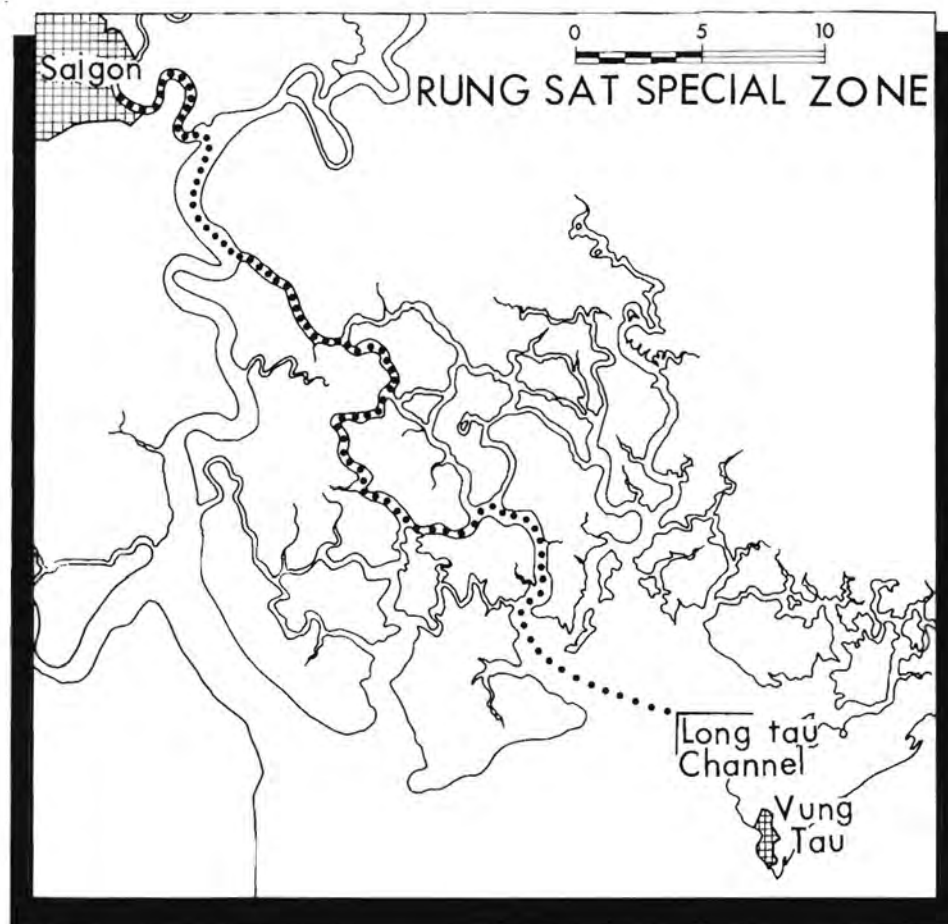 0 5 10
Saigon
RUNG SAT SPECIAL ZONE
Long tau
Channel
Vung
Tau